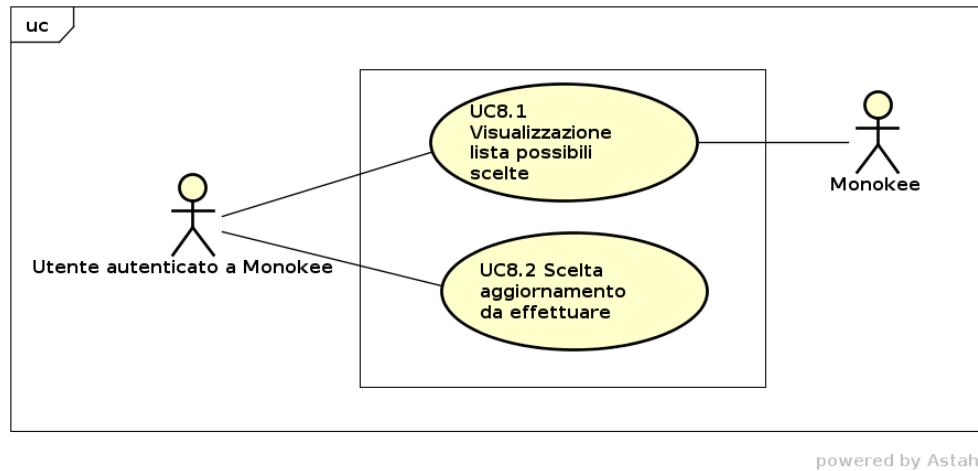 uc
UC8.1
Visualizzazione
lista possibili
scelte
Monokee
Utente autenticato a Monokee
UC8.2 Scelta
aggiornamento
da effettuare
powered by Astah